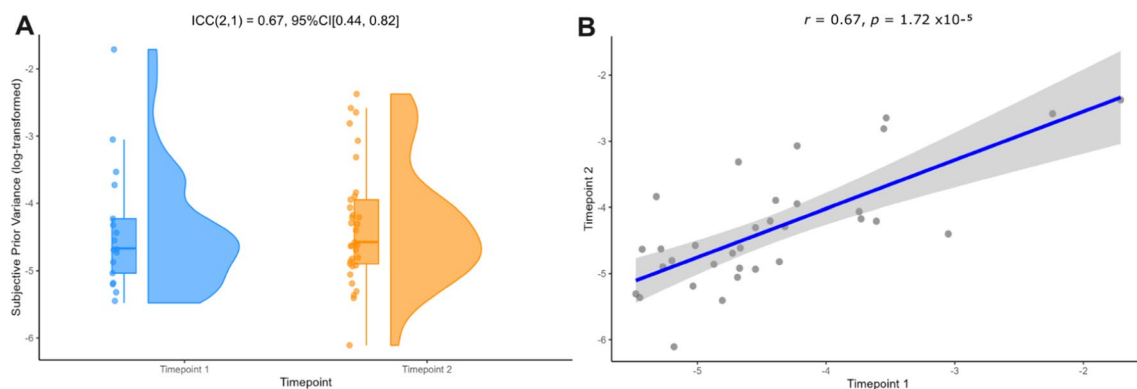 A
ICC(2,1) = 0.67, 95%CI[0.44, 0.82]
Subjective Prior Variance (log-transformed)
-2
-3
-4
-5
-6
Timepoint 1
Timepoint 2
Timepoint
B
r = 0.67, p = 1.72 x10-⁵
Timepoint 2
-2
-3
-4
-5
-6
-5
-4
-3
-2
Timepoint 1